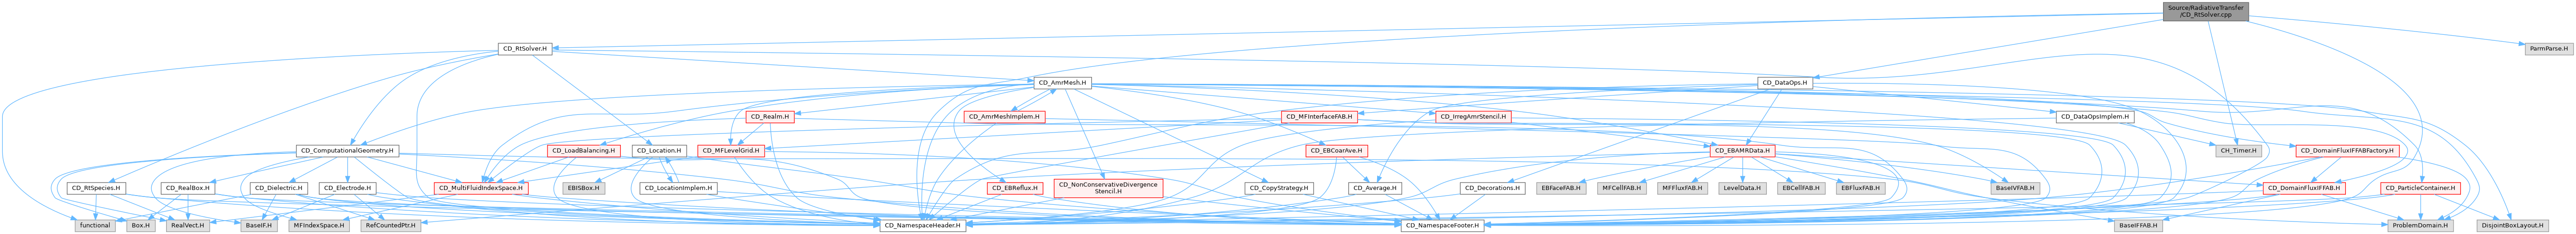 Source/RadiativeTransfer
/CD_RtSolver.cpp
CD_RtSolver.H
ParmParse.H
CD_AmrMesh.H
CD_DataOps.H
CD_Realm.H
CD_AmrMeshImplem.H
CD_MFInterfaceFAB.H
CD_IrregAmrStencil.H
CD_DataOpsImplem.H
CD_ComputationalGeometry.H
CD_LoadBalancing.H
CD_Location.H
CD_MFLevelGrid.H
CD_EBCoarAve.H
CD_EBAMRData.H
CH_Timer.H
CD_DomainFluxIFFABFactory.H
CD_RtSpecies.H
CD_RealBox.H
CD_Dielectric.H
CD_Electrode.H
CD_MultiFluidIndexSpace.H
EBISBox.H
CD_LocationImplem.H
CD_EBReflux.H
CD_NonConservativeDivergence
Stencil.H
CD_CopyStrategy.H
CD_Average.H
CD_Decorations.H
EBFaceFAB.H
MFCellFAB.H
MFFluxFAB.H
LevelData.H
EBCellFAB.H
EBFluxFAB.H
BaseIVFAB.H
CD_DomainFluxIFFAB.H
CD_ParticleContainer.H
functional
Box.H
RealVect.H
BaseIF.H
MFIndexSpace.H
RefCountedPtr.H
CD_NamespaceHeader.H
CD_NamespaceFooter.H
BaseIFFAB.H
ProblemDomain.H
DisjointBoxLayout.H